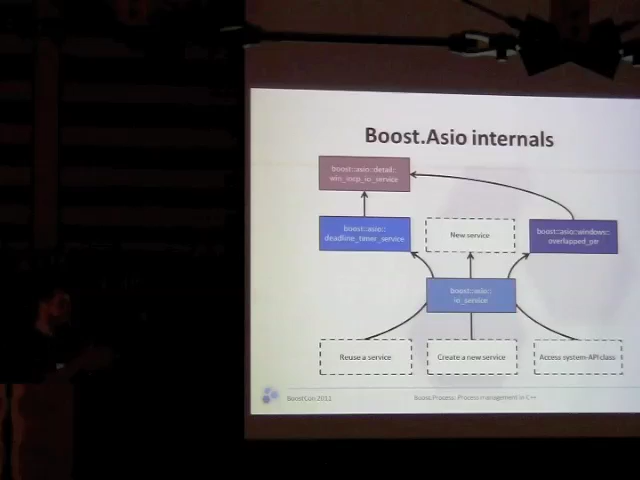 Boost.Asio internals
boost::asio::detail::
win_iocp_io_service
boost::asio::
deadline_timer_service
New service
boost::asio::windows::
overlapped_ptr
boost::asio::
io_service
Reuse a service
Create a new service
Access system-API class
BoostCon 2011
Boost.Process: Process management in C++